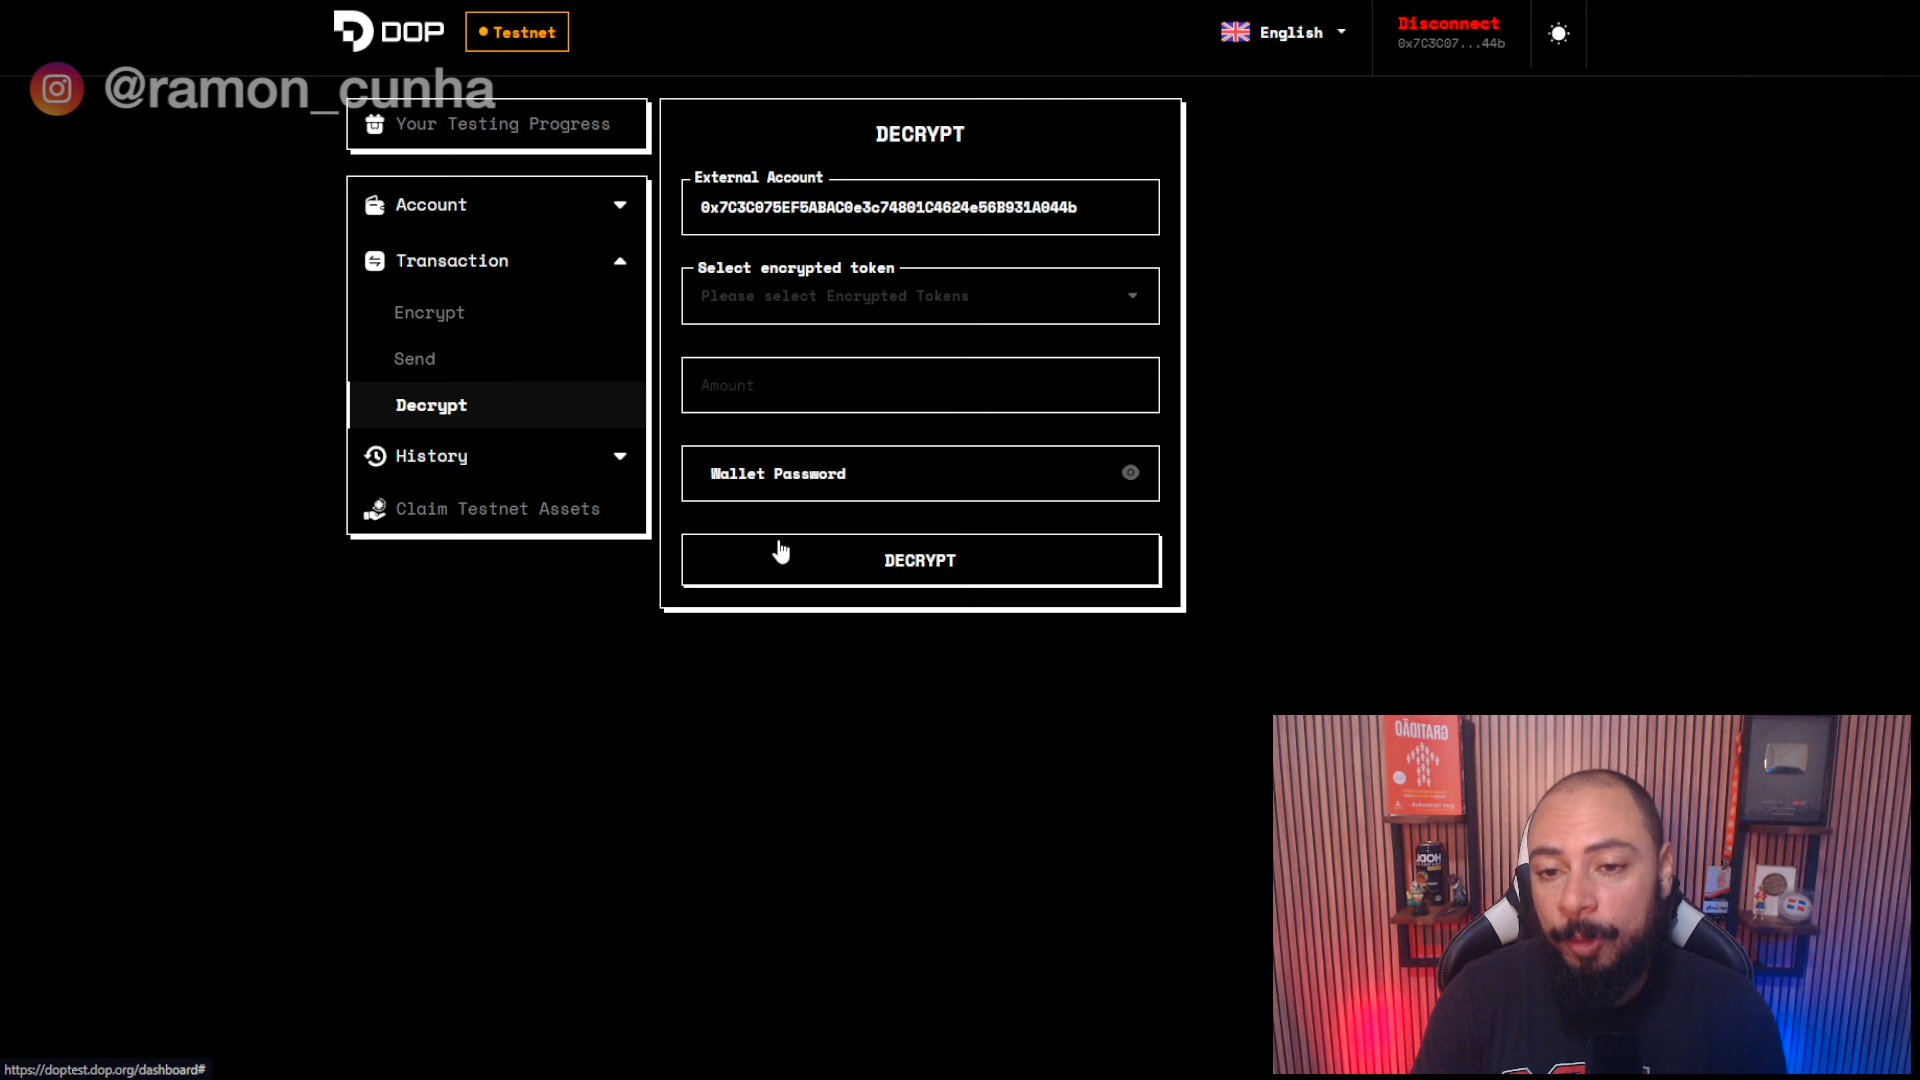 DOP
Testnet
English
Disconnect
0x7C3C07...44b
@ramon_cunha
Your Testing Progress
Account
Transaction
Encrypt
Send
Decrypt
History
Claim Testnet Assets
DECRYPT
External Account
0x7C3C075EF5ABAC0e3c74801C4624e56B931A044b
Select encrypted token
Please select Encrypted Tokens
Amount
Wallet Password
DECRYPT
GRATIDÃO
HODL
https://doptest.dop.org/dashboard#